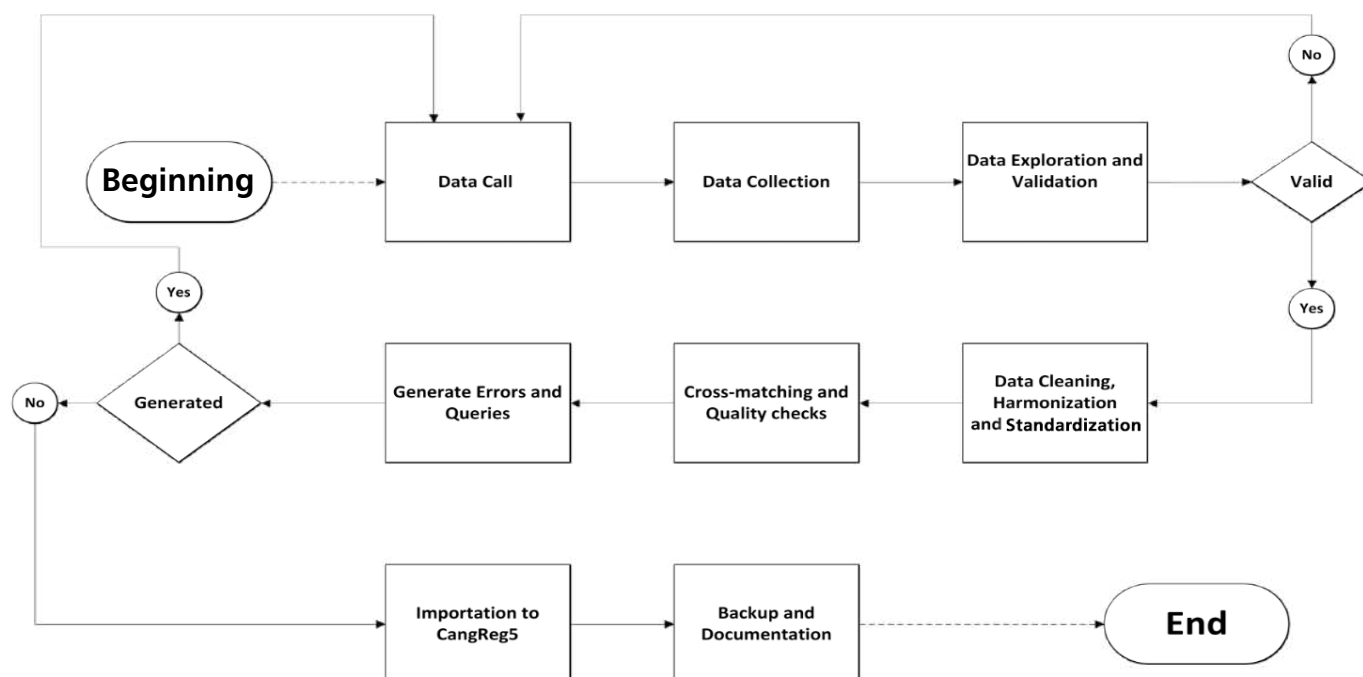 No
Beginning
Data Call
Data Collection
Data Exploration and
Validation
Valid
Yes
Yes
No
Generated
Generate Errors and
Queries
Cross-matching and
Quality checks
Data Cleaning,
Harmonization
and Standardization
Importation to
CangReg5
Backup and
Documentation
End